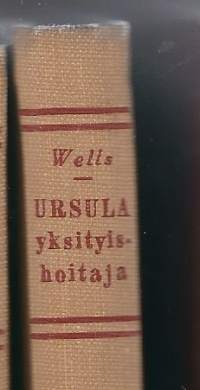 Wells
URSULA
yksityis-
hoitaja